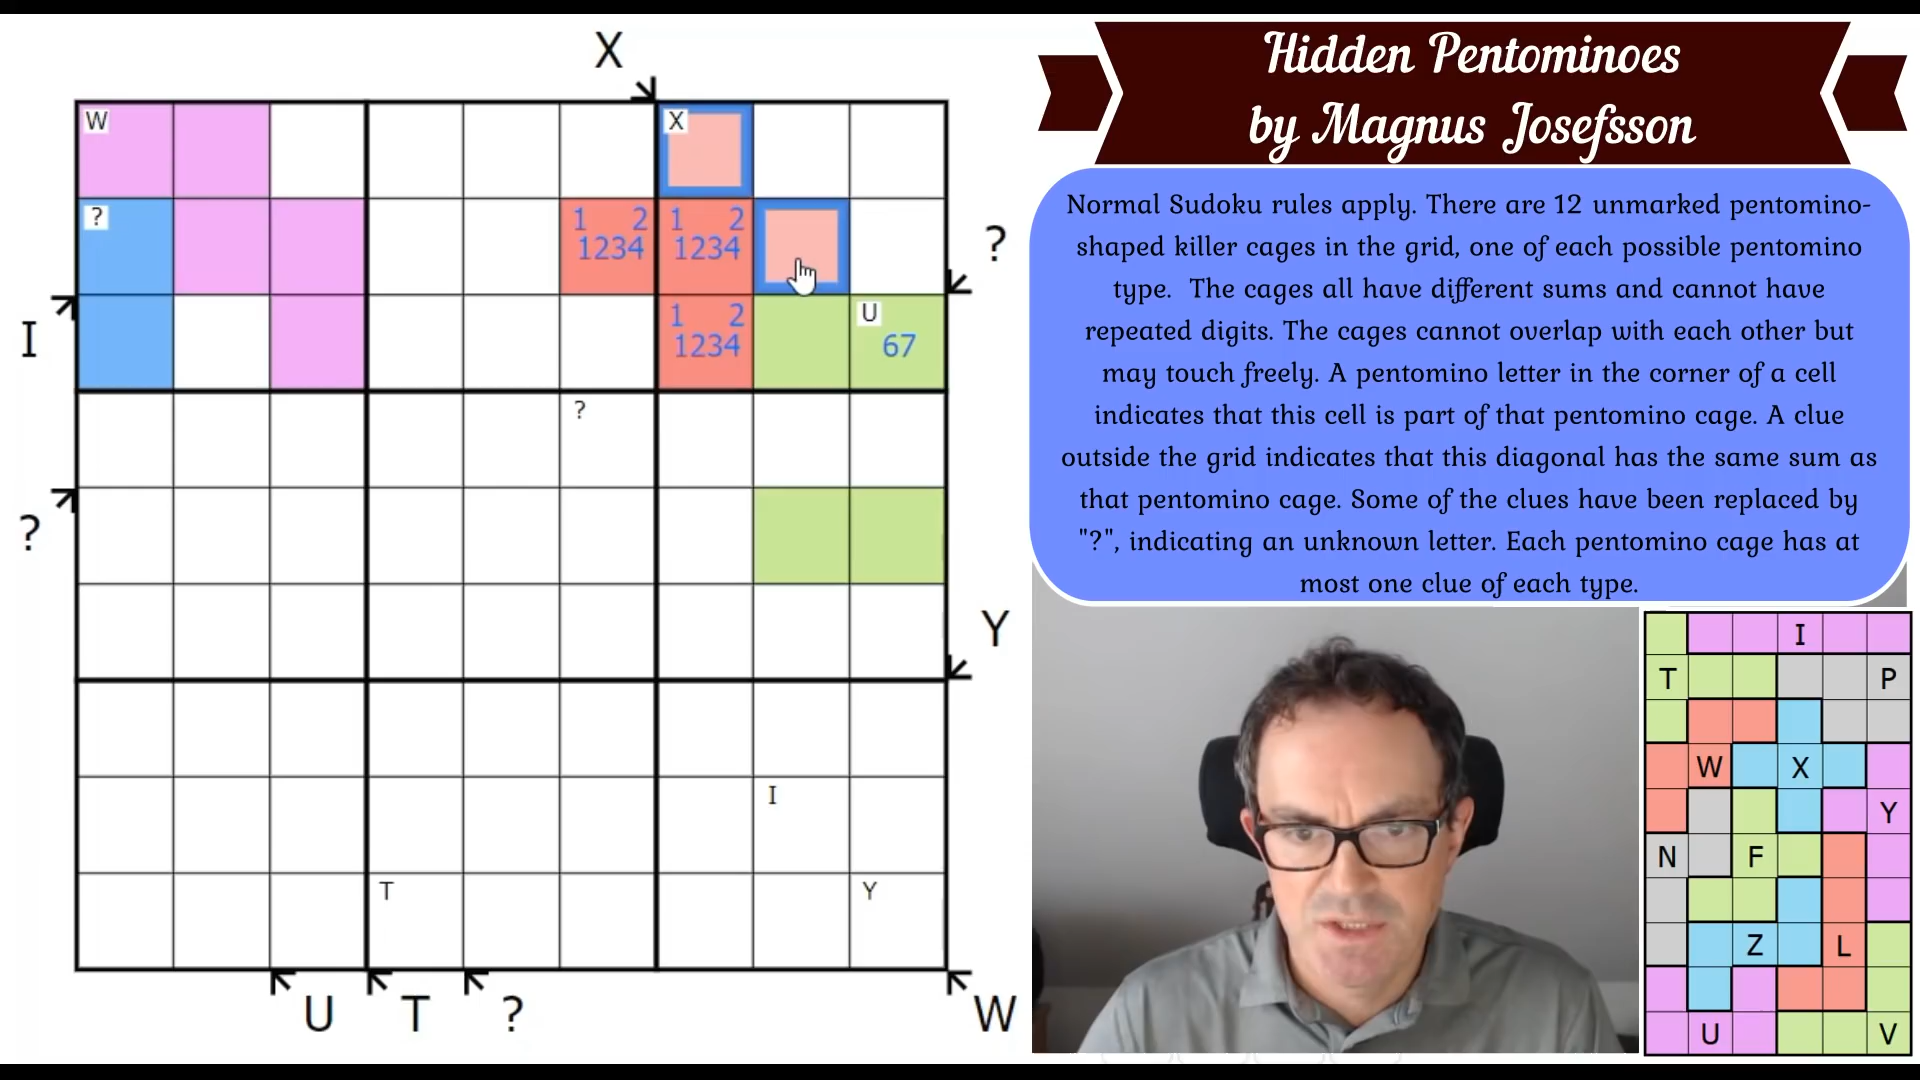 Hidden Pentominoes
by Magnus Josefsson
Normal Sudoku rules apply. There are 12 unmarked pentomino-
shaped killer cages in the grid, one of each possible pentomino
type. The cages all have different sums and cannot have
repeated digits. The cages cannot overlap with each other but
may touch freely. A pentomino letter in the corner of a cell
indicates that this cell is part of that pentomino cage. A clue
outside the grid indicates that this diagonal has the same sum as
that pentomino cage. Some of the clues have been replaced by
"?", indicating an unknown letter. Each pentomino cage has at
most one clue of each type.
X
W X
? 1 2 1 2 ?
1234 1234
I 1 2 U
1234 67
?
?
Y
I
T Y
U T ? W
I
T P
W X
Y
N F
Z L
U V